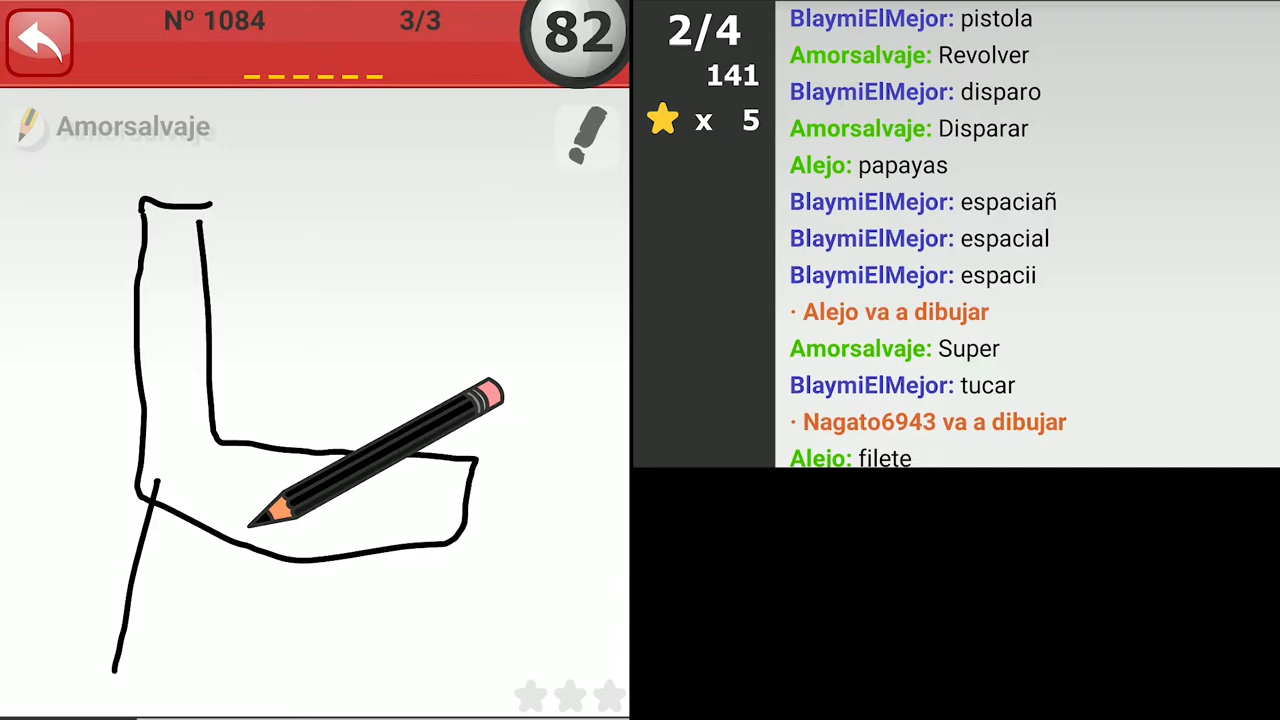 Nº 1084
3/3
82
Amorsalvaje
2/4
141
x 5
BlaymiElMejor: pistola
Amorsalvaje: Revolver
BlaymiElMejor: disparo
Amorsalvaje: Disparar
Alejo: papayas
BlaymiElMejor: espaciañ
BlaymiElMejor: espacial
BlaymiElMejor: espacii
· Alejo va a dibujar
Amorsalvaje: Super
BlaymiElMejor: tucar
· Nagato6943 va a dibujar
Alejo: filete